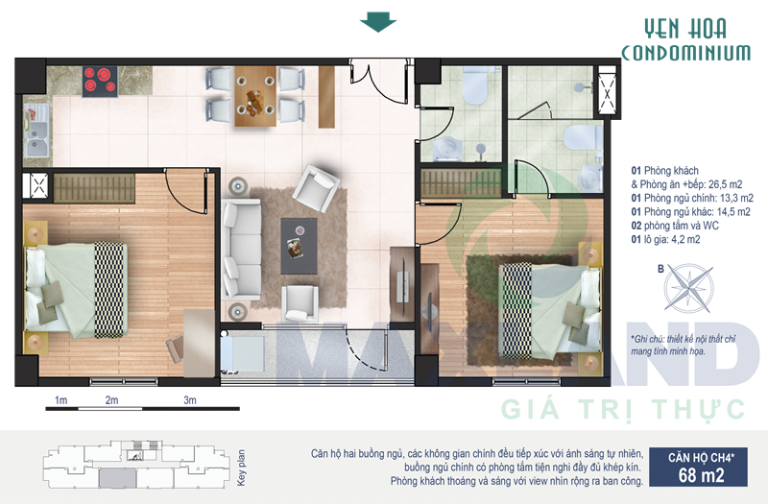 YEN HOA
CONDOMINIUM
01 Phòng khách
& Phòng ăn +bếp: 26,5 m2
01 Phòng ngủ chính: 13,3 m2
01 Phòng ngủ khác: 14,5 m2
02 phòng tắm và WC
01 lô gia: 4,2 m2
B
*Ghi chú: thiết kế nội thất chỉ
mang tính minh họa.
MAXLAND
GIÁ TRỊ THỰC
1m 2m 3m
Key plan
Căn hộ hai buồng ngủ, các không gian chính đều tiếp xúc với ánh sáng tự nhiên,
buồng ngủ chính có phòng tắm tiện nghi đầy đủ khép kín.
Phòng khách thoáng và sáng với view nhìn rộng ra ban công.
CĂN HỘ CH4*
68 m2